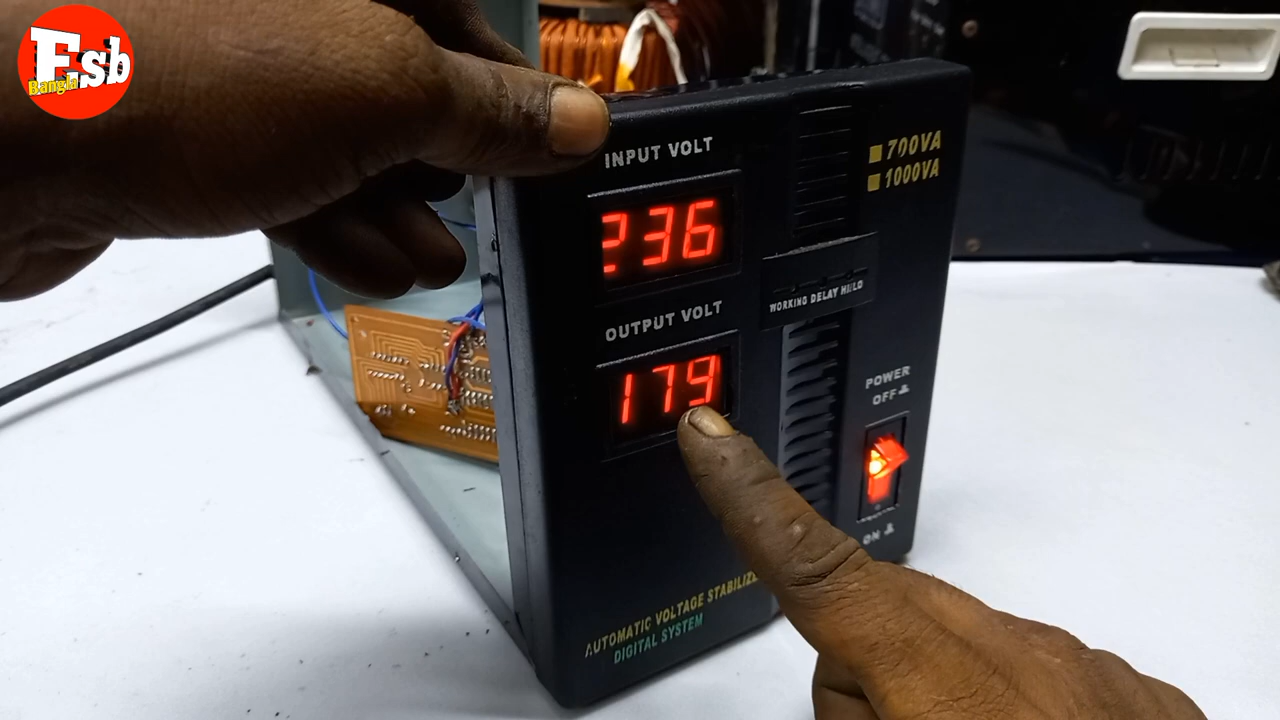 Esb
Bangla
INPUT VOLT
236
OUTPUT VOLT
179
700VA
1000VA
WORKING DELAY HI/LO
POWER
OFF
ON
AUTOMATIC VOLTAGE STABILIZE
DIGITAL SYSTEM